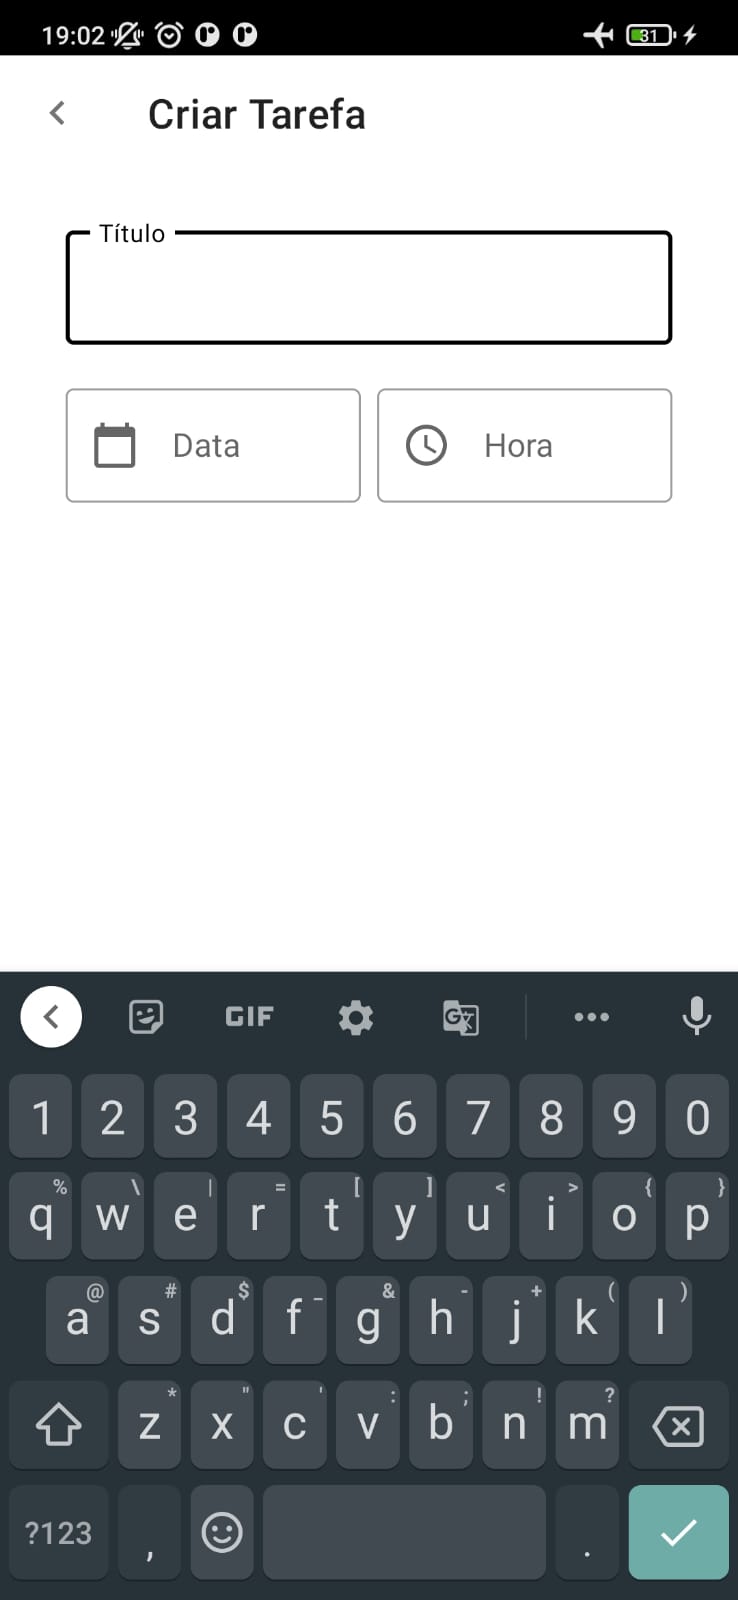 19:02 31
Criar Tarefa
Título
Data Hora
GIF
1 2 3 4 5 6 7 8 9 0
% \ | = [ ] < > { }
q w e r t y u i o p
@ # $ _ & - + ( )
a s d f g h j k l
* " ' : ; ! ?
z x c v b n m
?123 , .